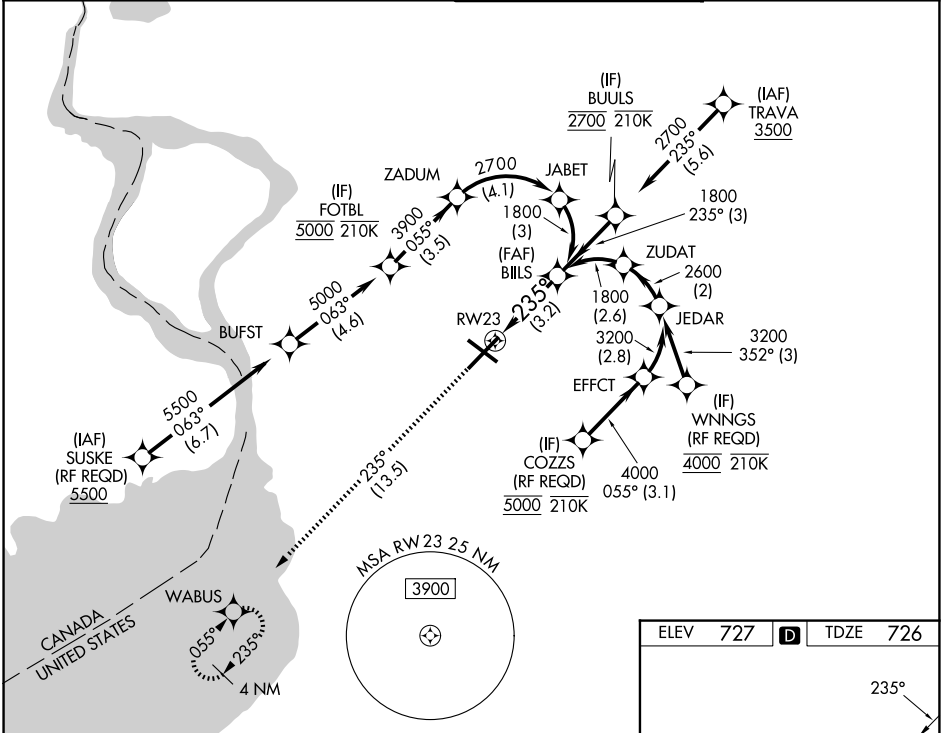 (IF)
BUULS
2700 210K
(IAF)
TRAVA
3500
2700
235°
(5.6)
ZADUM
2700
(4.1)
JABET
(IF)
FOTBL
5000 210K
3900
055°
(3.5)
1800
(3)
1800
235° (3)
(FAF)
BIILS
ZUDAT
2600
(2)
1800
(2.6)
JEDAR
5000
063°
(4.6)
BUFST
235°
(3.2)
RW23
3200
(2.8)
3200
352° (3)
EFFCT
5500
063°
(6.7)
(IAF)
SUSKE
(RF REQD)
5500
(IF)
WNNGS
(RF REQD)
4000 210K
(IF)
COZZS
(RF REQD)
5000 210K
4000
055° (3.1)
235°
(13.5)
MSA RW23 25 NM
3900
WABUS
055°
235°
4 NM
CANADA
UNITED STATES
ELEV 727 D TDZE 726
235°